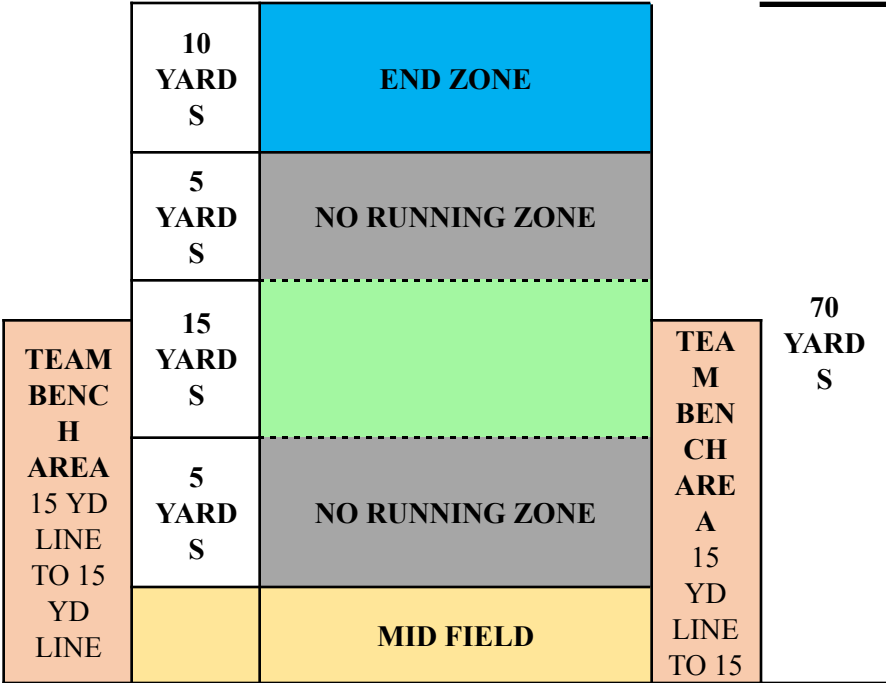 10
YARD
S
END ZONE
5
YARD
S
NO RUNNING ZONE
15
YARD
S
70
YARD
S
TEAM
BENC
H
AREA
15 YD
LINE
TO 15
YD
LINE
TEA
M
BEN
CH
ARE
A
15
YD
LINE
TO 15
5
YARD
S
NO RUNNING ZONE
MID FIELD